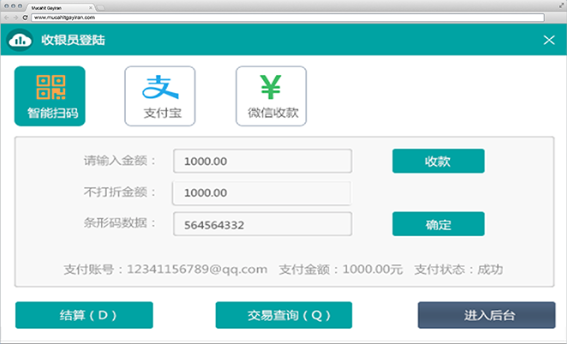 Mucahit Gayiran
www.mucahitgayiran.com
收银员登陆
智能扫码
支付宝
微信收款
请输入金额： 1000.00 收款
不打折金额： 1000.00
条形码数据： 564564332 确定
支付账号：12341156789@qq.com 支付金额：1000.00元 支付状态：成功
结算（D） 交易查询（Q） 进入后台